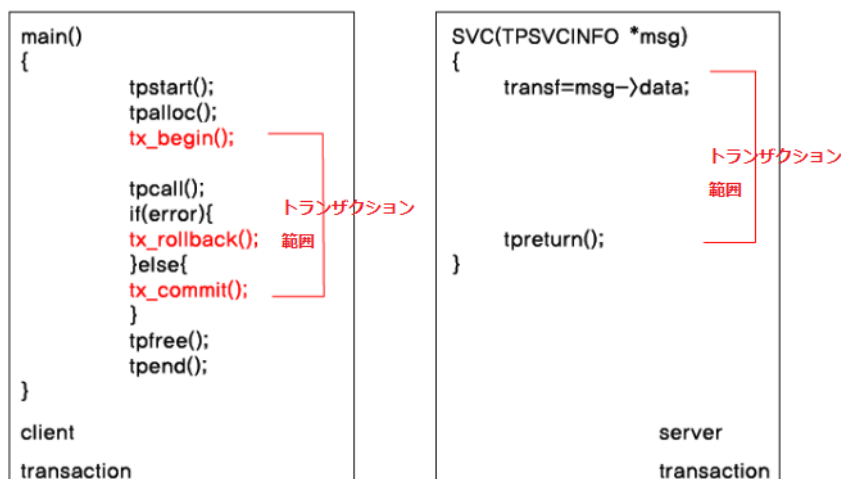 main()
{
tpstart();
tpalloc();
tx_begin();
tpcall();
if(error){
tx_rollback();
}else{
tx_commit();
}
tpfree();
tpend();
}
トランザクション
範囲
client
transaction
SVC(TPSVCINFO *msg)
{
transf=msg->data;
tpreturn();
}
トランザクション
範囲
server
transaction